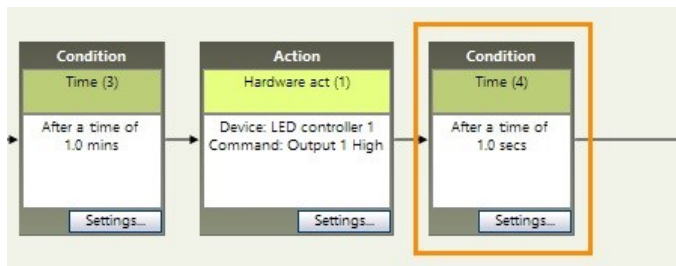 Condition
Time (3)
After a time of
1.0 mins
Settings...
Action
Hardware act (1)
Device: LED controller 1
Command: Output 1 High
Settings...
Condition
Time (4)
After a time of
1.0 secs
Settings...